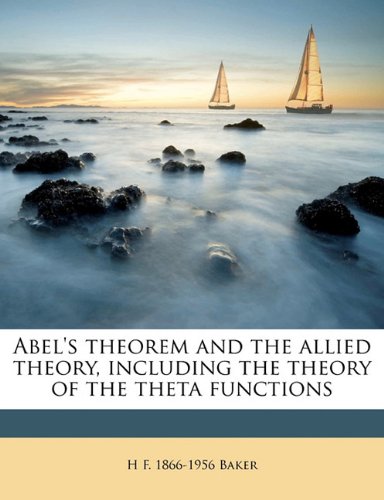 Abel's theorem and the allied
theory, including the theory
of the theta functions
H F. 1866-1956 Baker